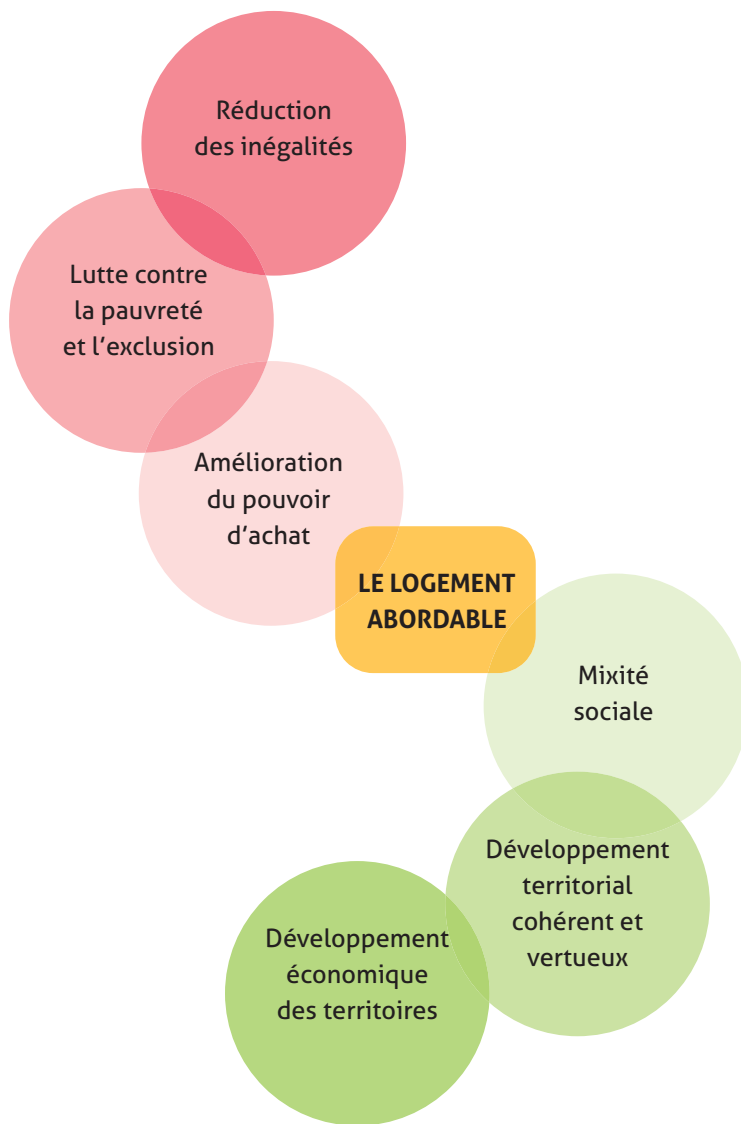 Réduction
des inégalités
Lutte contre
la pauvreté
et l’exclusion
Amélioration
du pouvoir
d’achat
LE LOGEMENT
ABORDABLE
Mixité
sociale
Développement
territorial
cohérent et
vertueux
Développement
économique
des territoires